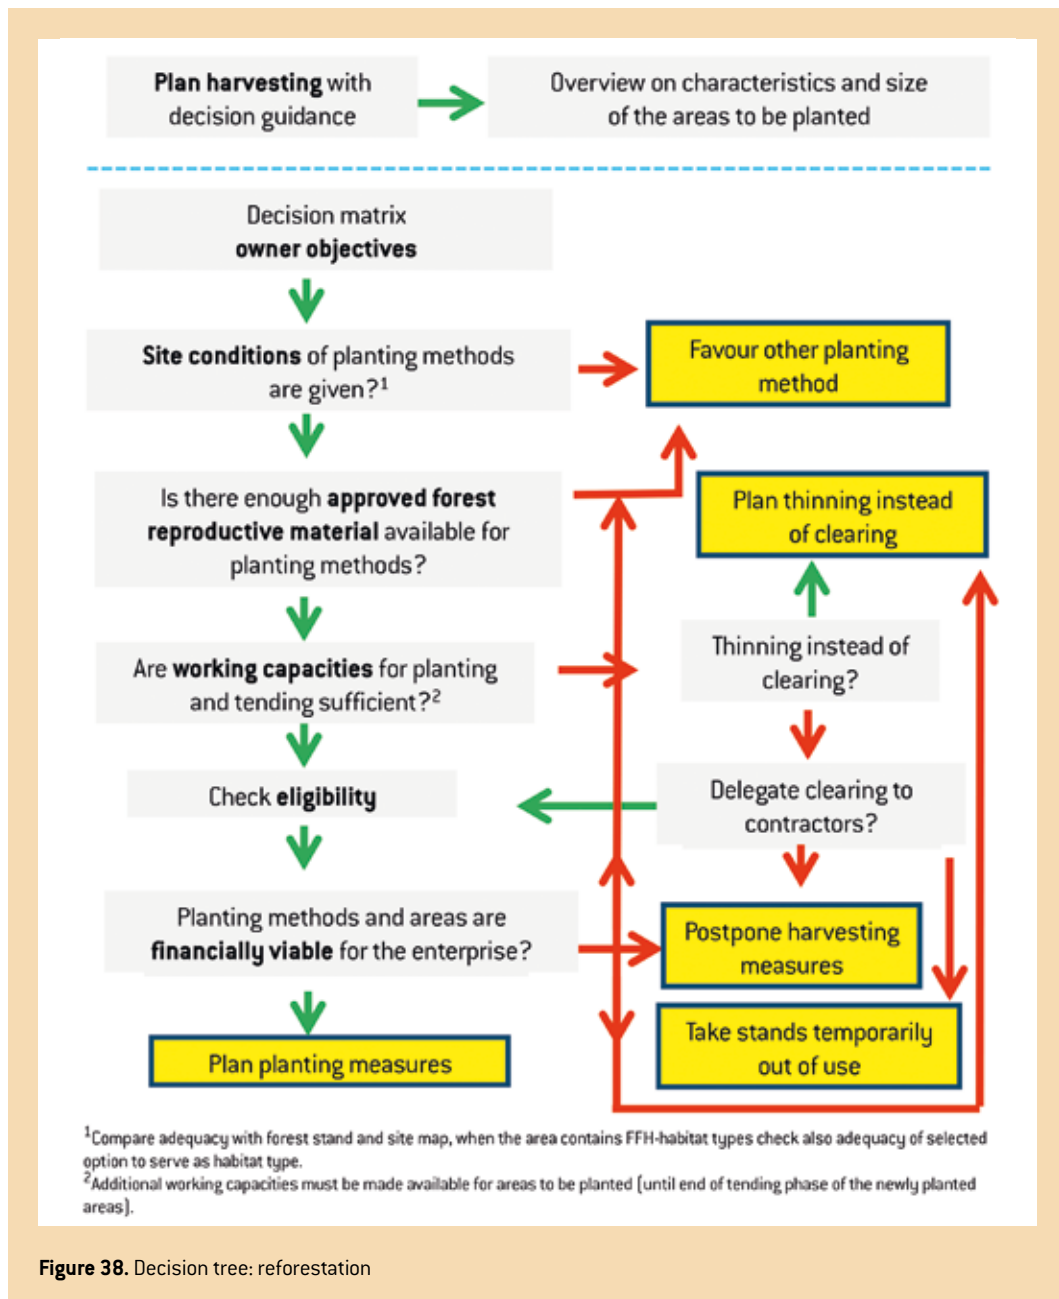 Plan harvesting with
decision guidance
Overview on characteristics and size
of the areas to be planted
Decision matrix
owner objectives
Site conditions of planting methods
are given?¹
Favour other planting
method
Is there enough approved forest
reproductive material available for
planting methods?
Plan thinning instead
of clearing
Are working capacities for planting
and tending sufficient?²
Thinning instead of
clearing?
Check eligibility
Delegate clearing to
contractors?
Planting methods and areas are
financially viable for the enterprise?
Postpone harvesting
measures
Plan planting measures
Take stands temporarily
out of use
¹Compare adequacy with forest stand and site map, when the area contains FFH-habitat types check also adequacy of selected
option to serve as habitat type.
²Additional working capacities must be made available for areas to be planted (until end of tending phase of the newly planted
areas).
Figure 38. Decision tree: reforestation